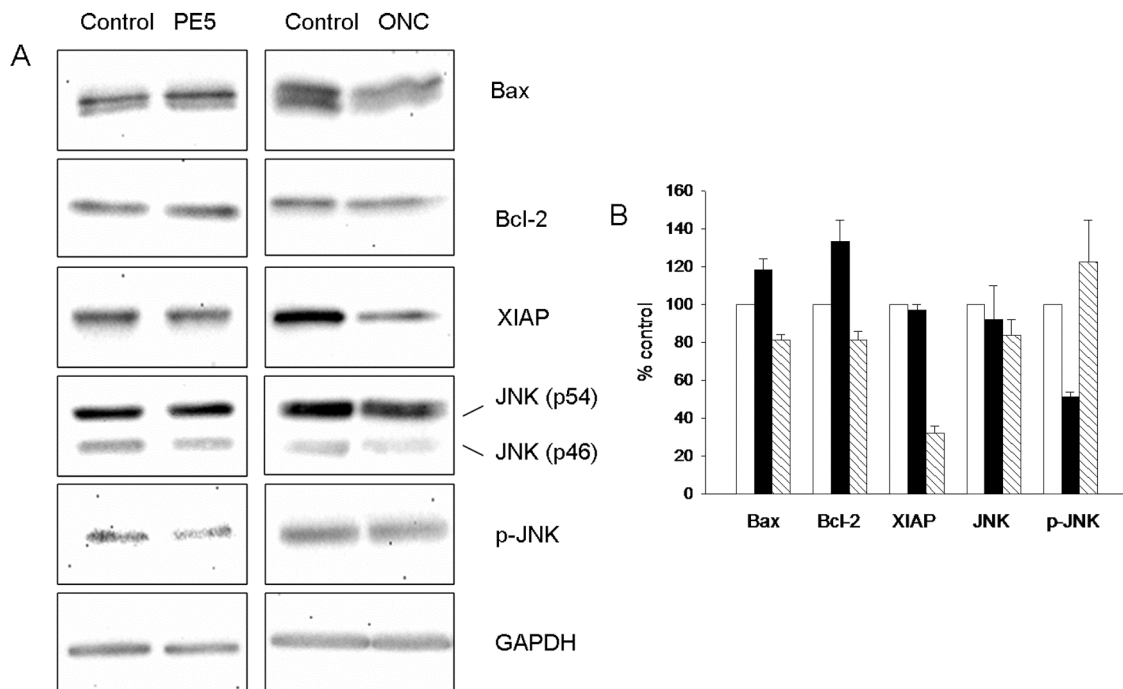 Control PE5 Control ONC
A
Bax
Bcl-2
XIAP
JNK (p54)
JNK (p46)
p-JNK
GAPDH
B
% control
160
140
120
100
80
60
40
20
0
Bax Bcl-2 XIAP JNK p-JNK